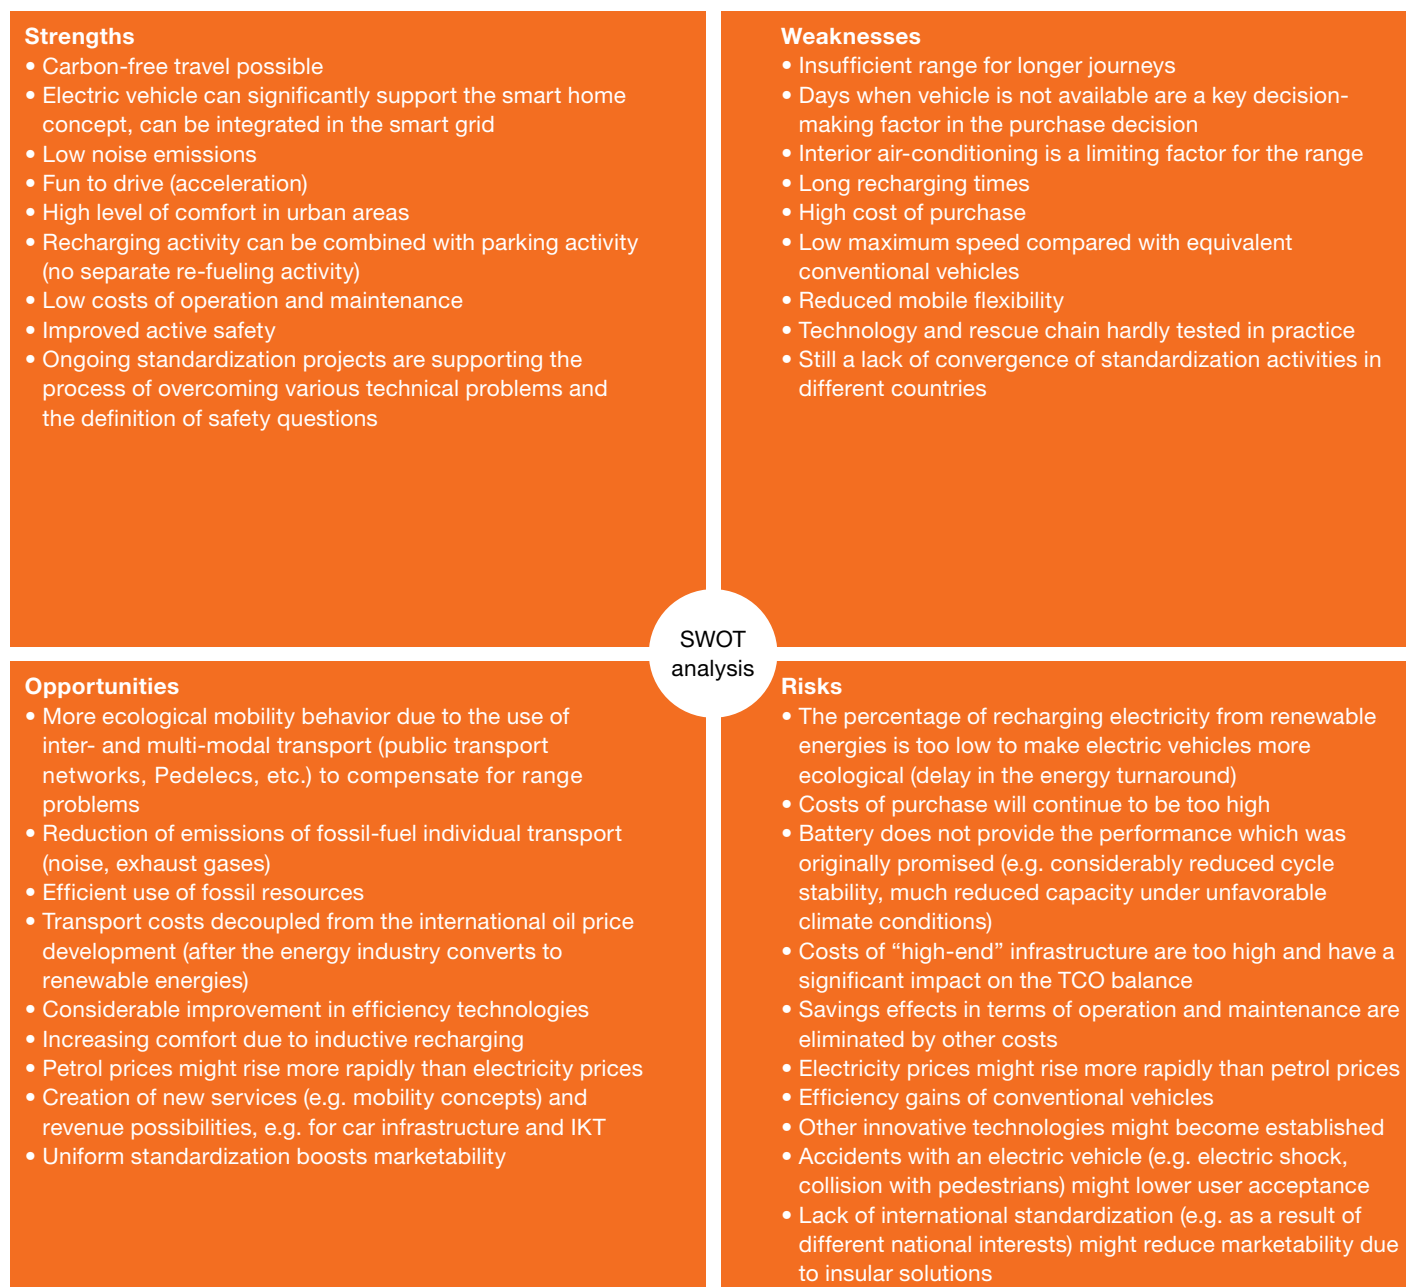 Strengths
• Carbon-free travel possible
• Electric vehicle can significantly support the smart home
concept, can be integrated in the smart grid
• Low noise emissions
• Fun to drive (acceleration)
• High level of comfort in urban areas
• Recharging activity can be combined with parking activity
(no separate re-fueling activity)
• Low costs of operation and maintenance
• Improved active safety
• Ongoing standardization projects are supporting the
process of overcoming various technical problems and
the definition of safety questions
Weaknesses
• Insufficient range for longer journeys
• Days when vehicle is not available are a key decision-
making factor in the purchase decision
• Interior air-conditioning is a limiting factor for the range
• Long recharging times
• High cost of purchase
• Low maximum speed compared with equivalent
conventional vehicles
• Reduced mobile flexibility
• Technology and rescue chain hardly tested in practice
• Still a lack of convergence of standardization activities in
different countries
SWOT
analysis
Opportunities
• More ecological mobility behavior due to the use of
inter- and multi-modal transport (public transport
networks, Pedelecs, etc.) to compensate for range
problems
• Reduction of emissions of fossil-fuel individual transport
(noise, exhaust gases)
• Efficient use of fossil resources
• Transport costs decoupled from the international oil price
development (after the energy industry converts to
renewable energies)
• Considerable improvement in efficiency technologies
• Increasing comfort due to inductive recharging
• Petrol prices might rise more rapidly than electricity prices
• Creation of new services (e.g. mobility concepts) and
revenue possibilities, e.g. for car infrastructure and IKT
• Uniform standardization boosts marketability
Risks
• The percentage of recharging electricity from renewable
energies is too low to make electric vehicles more
ecological (delay in the energy turnaround)
• Costs of purchase will continue to be too high
• Battery does not provide the performance which was
originally promised (e.g. considerably reduced cycle
stability, much reduced capacity under unfavorable
climate conditions)
• Costs of “high-end” infrastructure are too high and have a
significant impact on the TCO balance
• Savings effects in terms of operation and maintenance are
eliminated by other costs
• Electricity prices might rise more rapidly than petrol prices
• Efficiency gains of conventional vehicles
• Other innovative technologies might become established
• Accidents with an electric vehicle (e.g. electric shock,
collision with pedestrians) might lower user acceptance
• Lack of international standardization (e.g. as a result of
different national interests) might reduce marketability due
to insular solutions